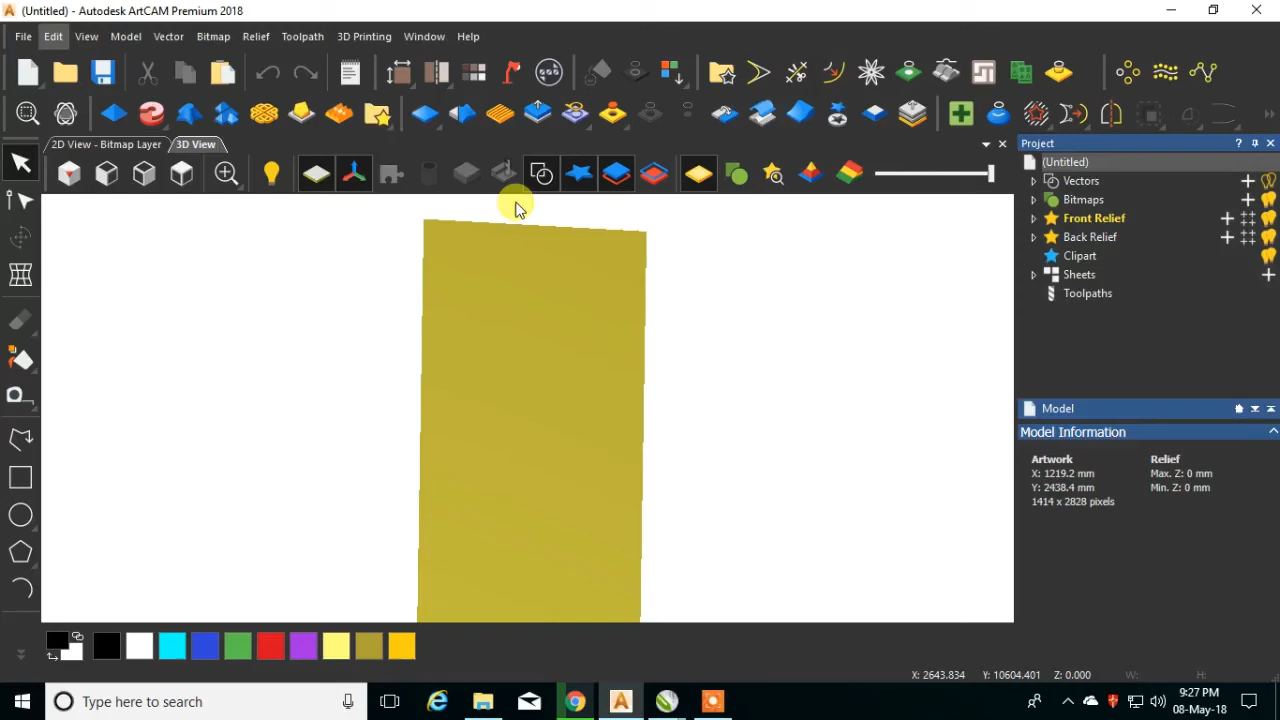 (Untitled) - Autodesk ArtCAM Premium 2018
File Edit View Model Vector Bitmap Relief Toolpath 3D Printing Window Help
2D View - Bitmap Layer 3D View
Project
(Untitled)
Vectors
Bitmaps
Front Relief
Back Relief
Clipart
Sheets
Toolpaths
Model
Model Information
Artwork Relief
X: 1219.2 mm Max. Z: 0 mm
Y: 2438.4 mm Min. Z: 0 mm
1414 x 2828 pixels
X: 2643.834 Y: 10604.401 Z: 0.000 W: H:
Type here to search
9:27 PM
08-May-18